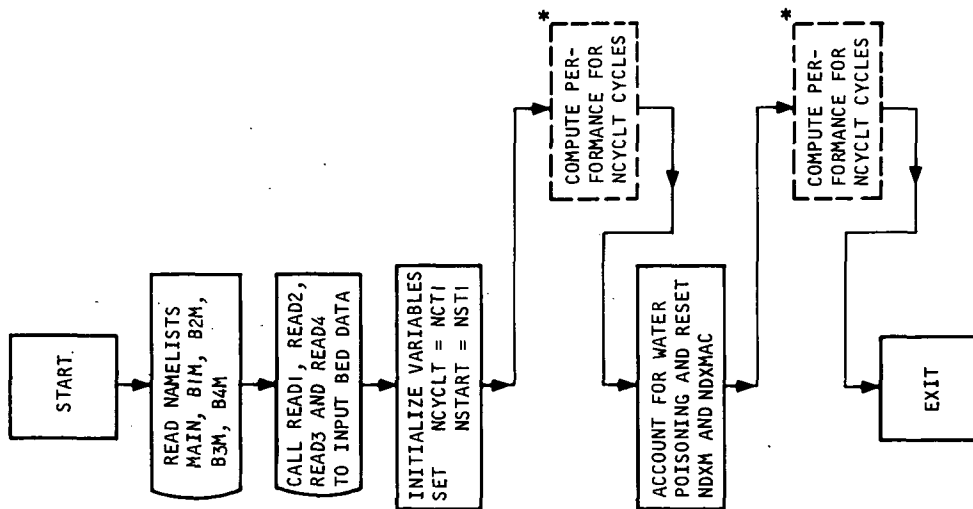 START
READ NAMELISTS
MAIN, B1M, B2M,
B3M, B4M
CALL READ1, READ2,
READ3 AND READ4
TO INPUT BED DATA
INITIALIZE VARIABLES
SET NCYCLT = NCT1
NSTART = NST1
*
COMPUTE PER-
FORMANCE FOR
NCYCLT CYCLES
ACCOUNT FOR WATER
POISONING AND RESET
NDXM AND NDXMAC
*
COMPUTE PER-
FORMANCE FOR
NCYCLT CYCLES
EXIT